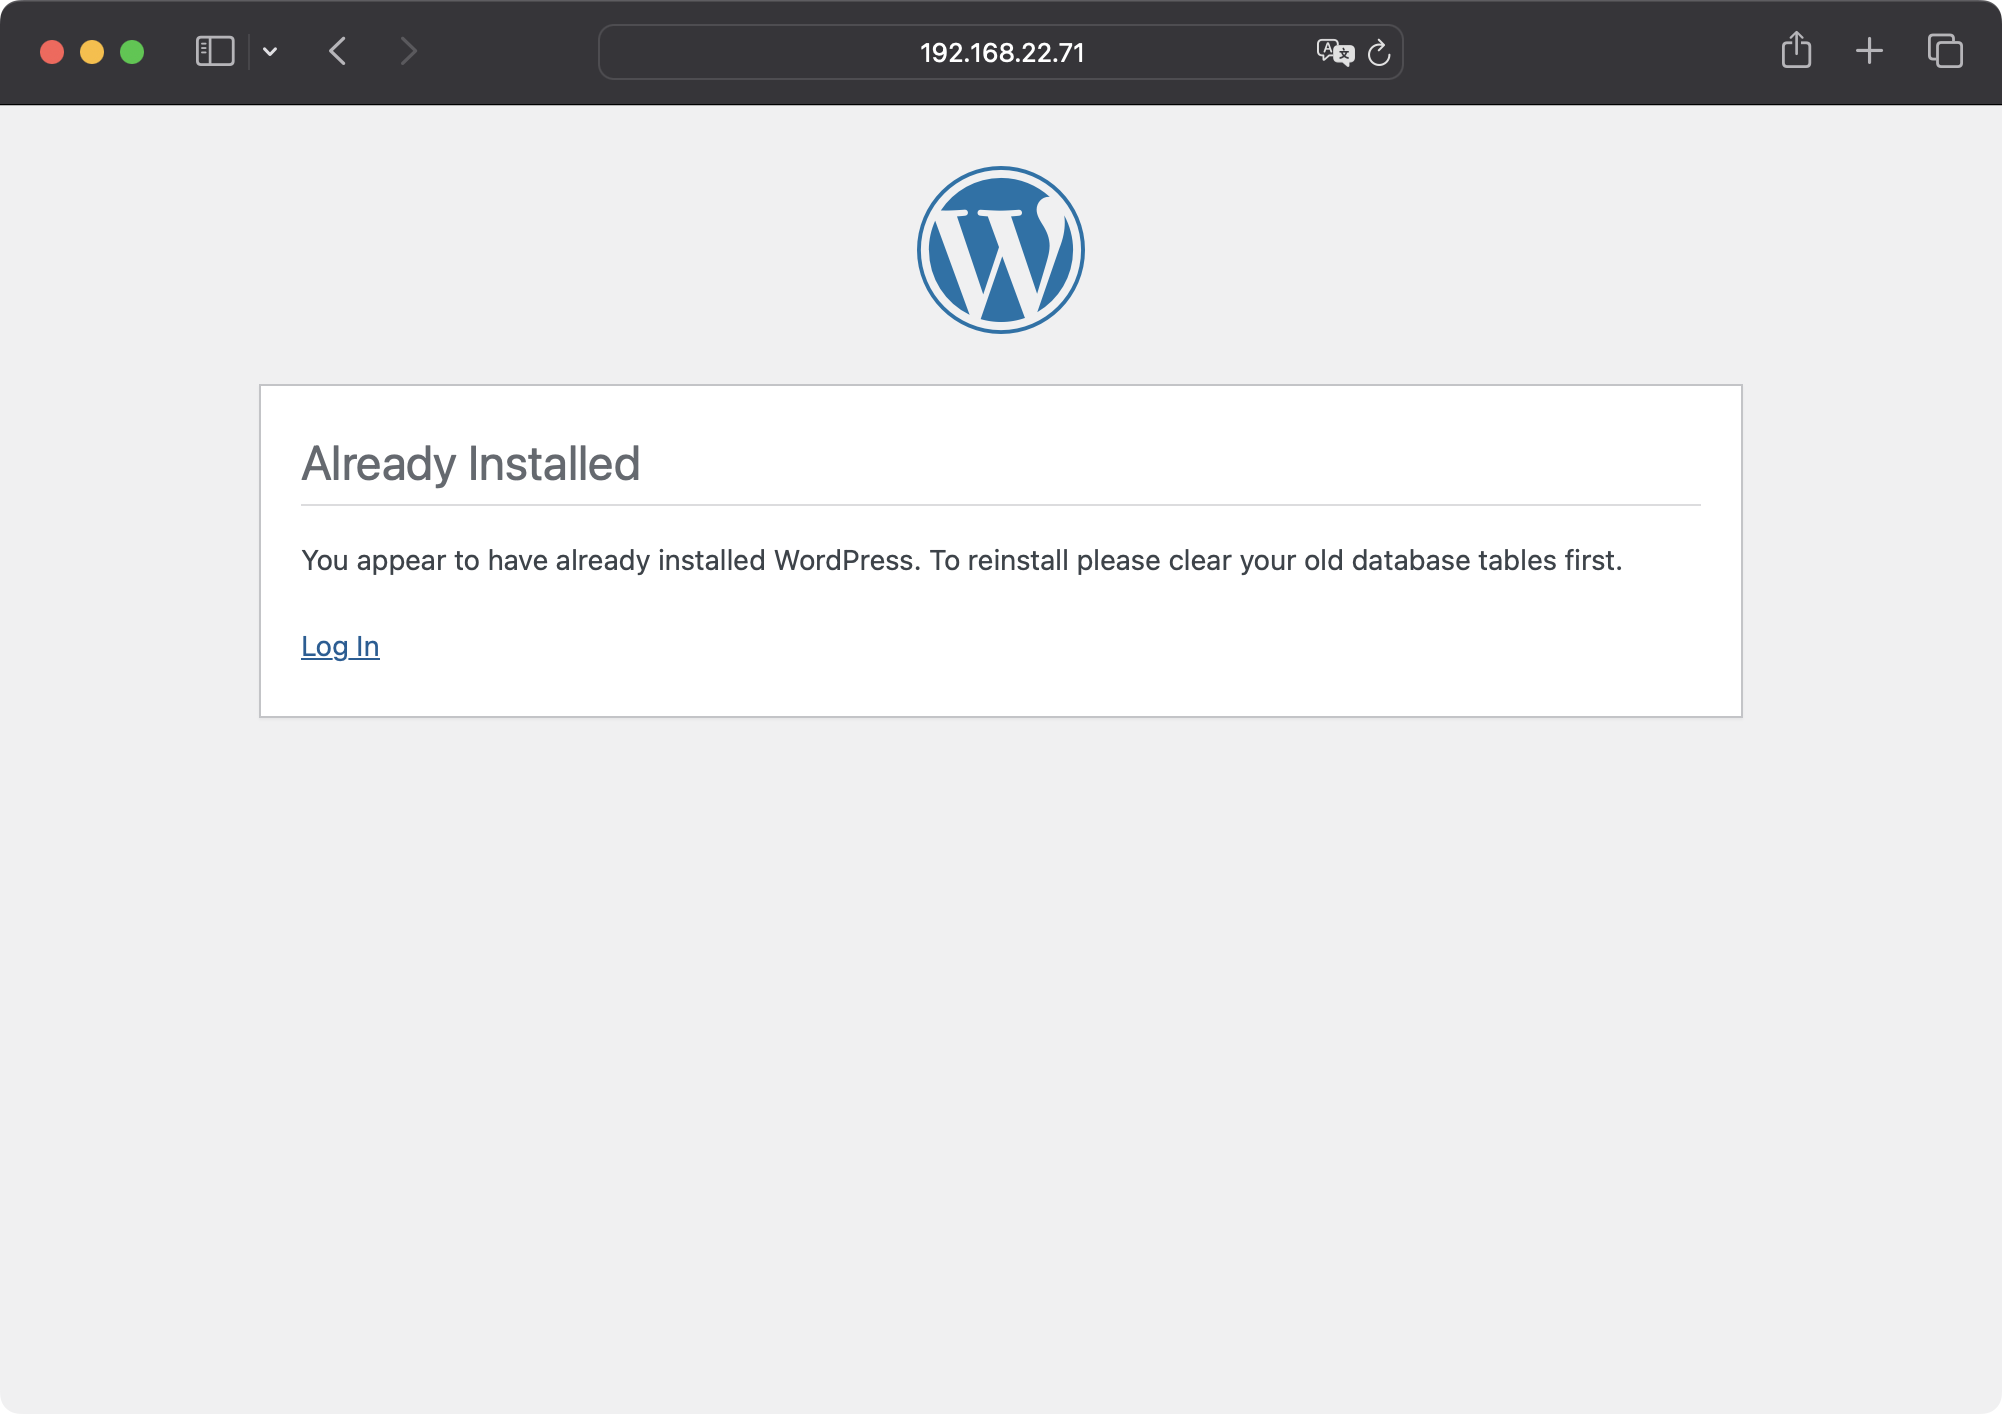 192.168.22.71
Already Installed
You appear to have already installed WordPress. To reinstall please clear your old database tables first.
Log In